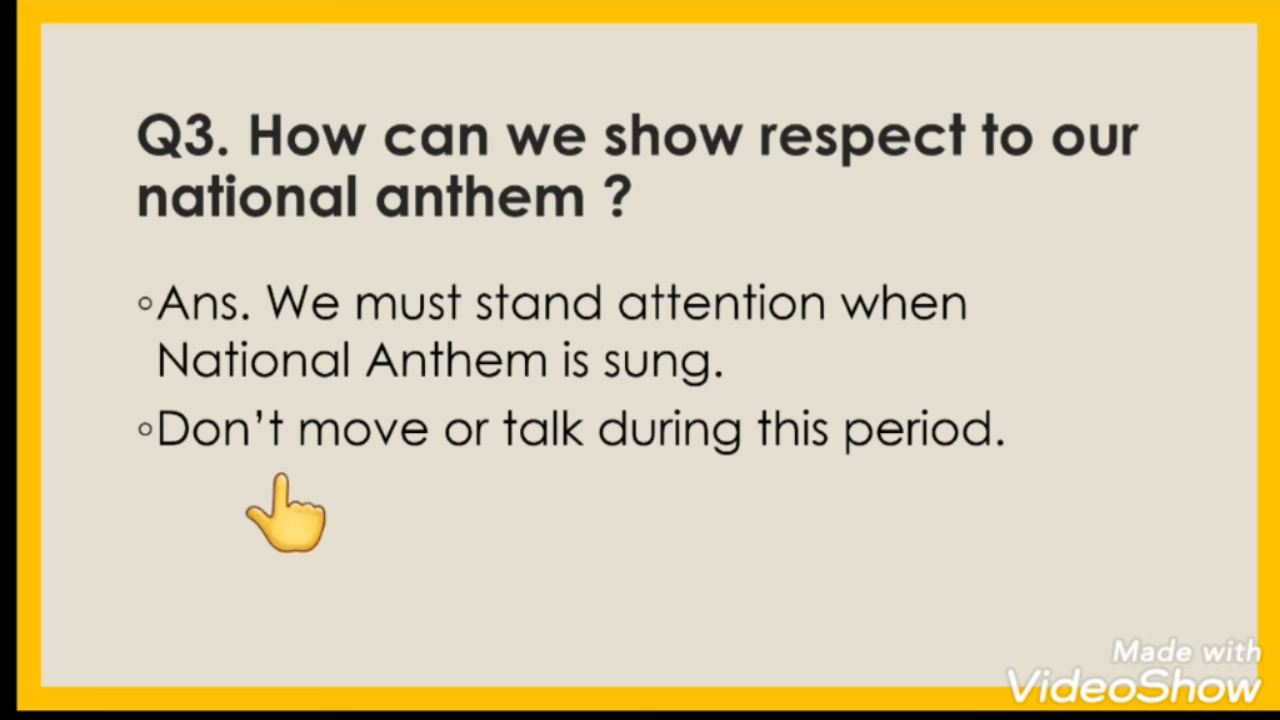 Q3. How can we show respect to our
national anthem ?
◦Ans. We must stand attention when
National Anthem is sung.
◦Don't move or talk during this period.
Made with
VideoShow